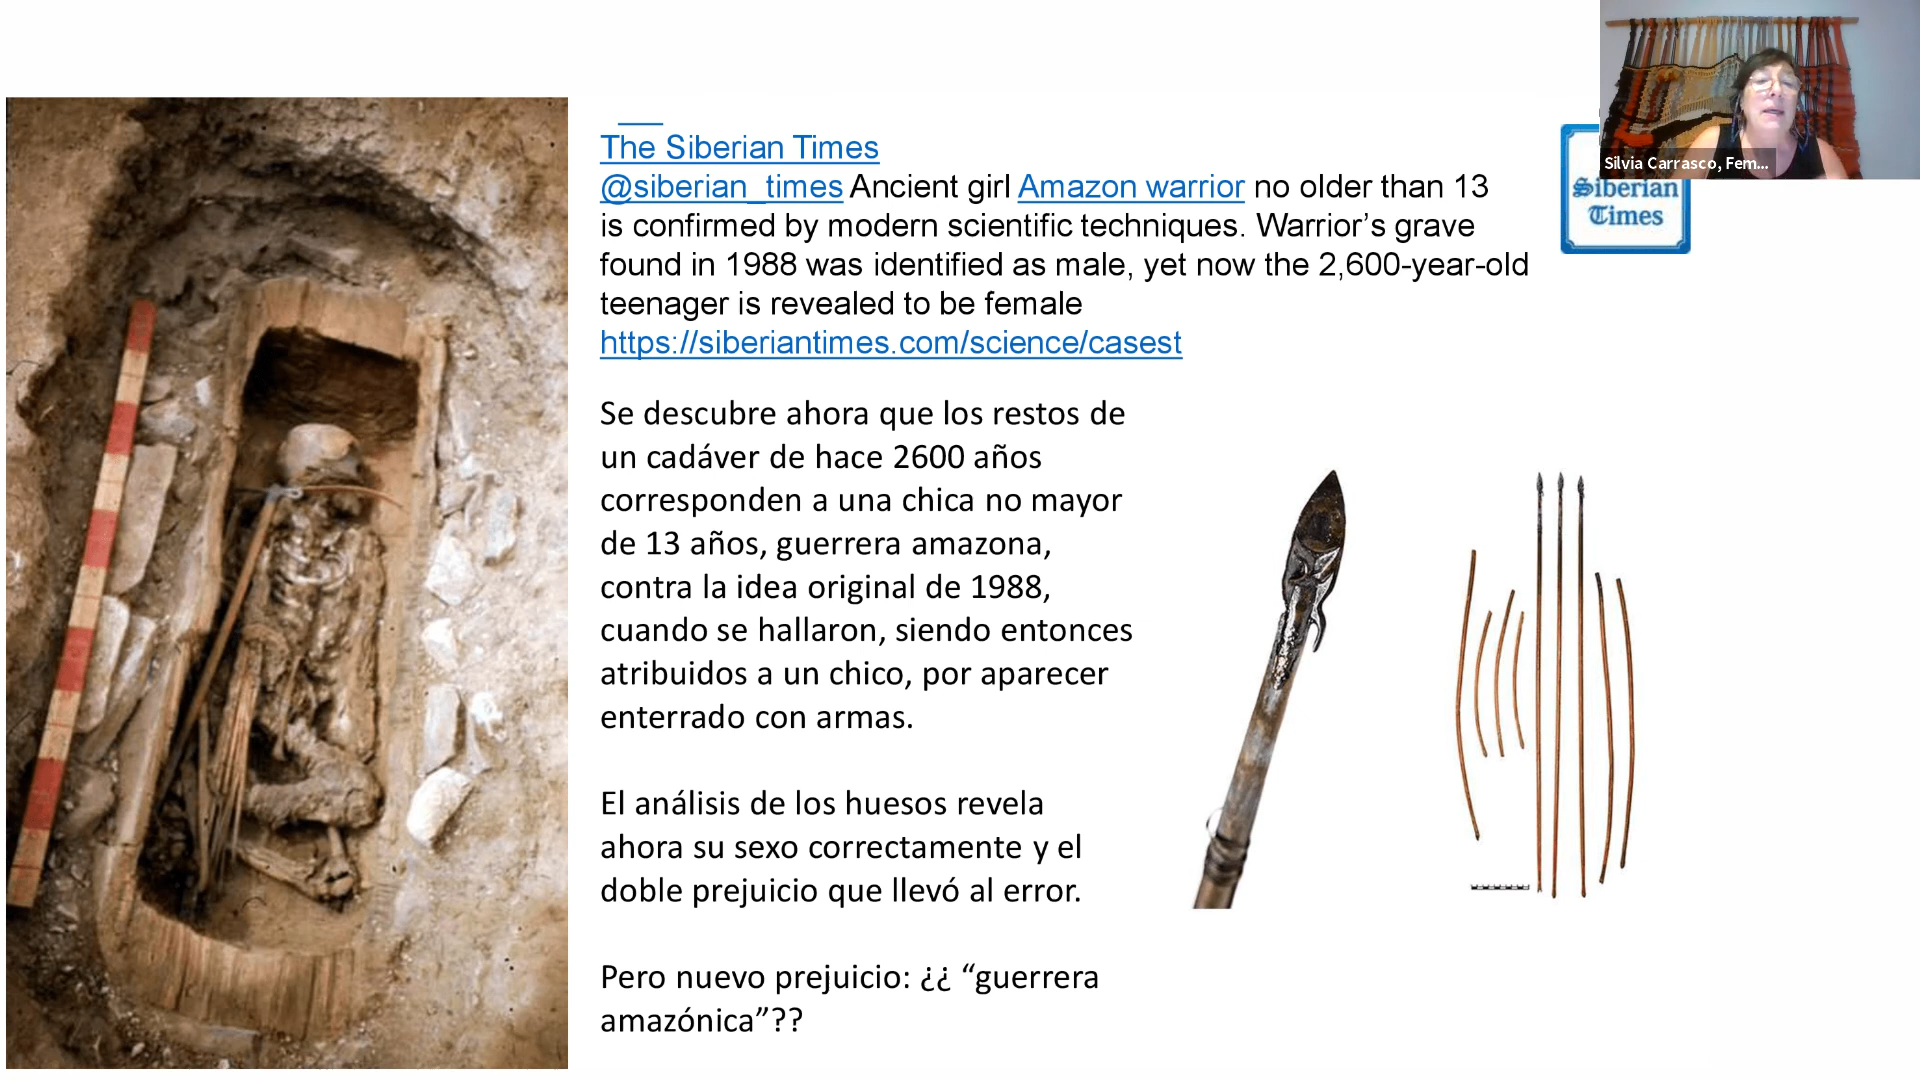 Silvia Carrasco, Fem...
Siberian
Times
The Siberian Times
@siberian_times Ancient girl Amazon warrior no older than 13
is confirmed by modern scientific techniques. Warrior’s grave
found in 1988 was identified as male, yet now the 2,600-year-old
teenager is revealed to be female
https://siberiantimes.com/science/casest
Se descubre ahora que los restos de
un cadáver de hace 2600 años
corresponden a una chica no mayor
de 13 años, guerrera amazona,
contra la idea original de 1988,
cuando se hallaron, siendo entonces
atribuidos a un chico, por aparecer
enterrado con armas.
El análisis de los huesos revela
ahora su sexo correctamente y el
doble prejuicio que llevó al error.
Pero nuevo prejuicio: ¿¿ “guerrera
amazónica”??